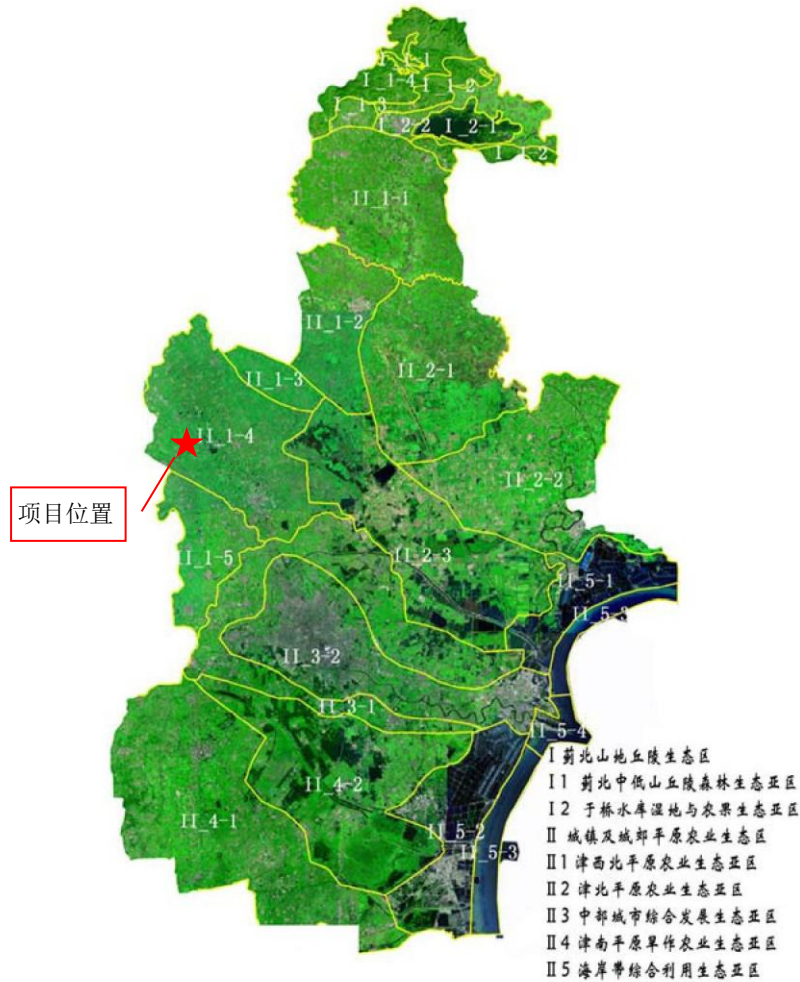 I_1-1
I_1-4
I_1-2
I_1-3
I_2-2
I_2-1
I_1-2
II_1-1
II_1-2
II_2-1
II_1-3
II_1-4
II_2-2
项目位置
II_1-5
II_2-3
II_5-1
II_5-3
II_3-2
II_3-1
II_5-4
II_4-2
II_4-1
II_5-2
II_5-3
I 蓟北山地丘陵生态区
I1 蓟北中低山丘陵森林生态亚区
I2 于桥水库湿地与农果生态亚区
II 城镇及城郊平原农业生态区
II1 津西北平原农业生态亚区
II2 津北平原农业生态亚区
II3 中部城市综合发展生态亚区
II4 津南平原旱作农业生态亚区
II5 海岸带综合利用生态亚区